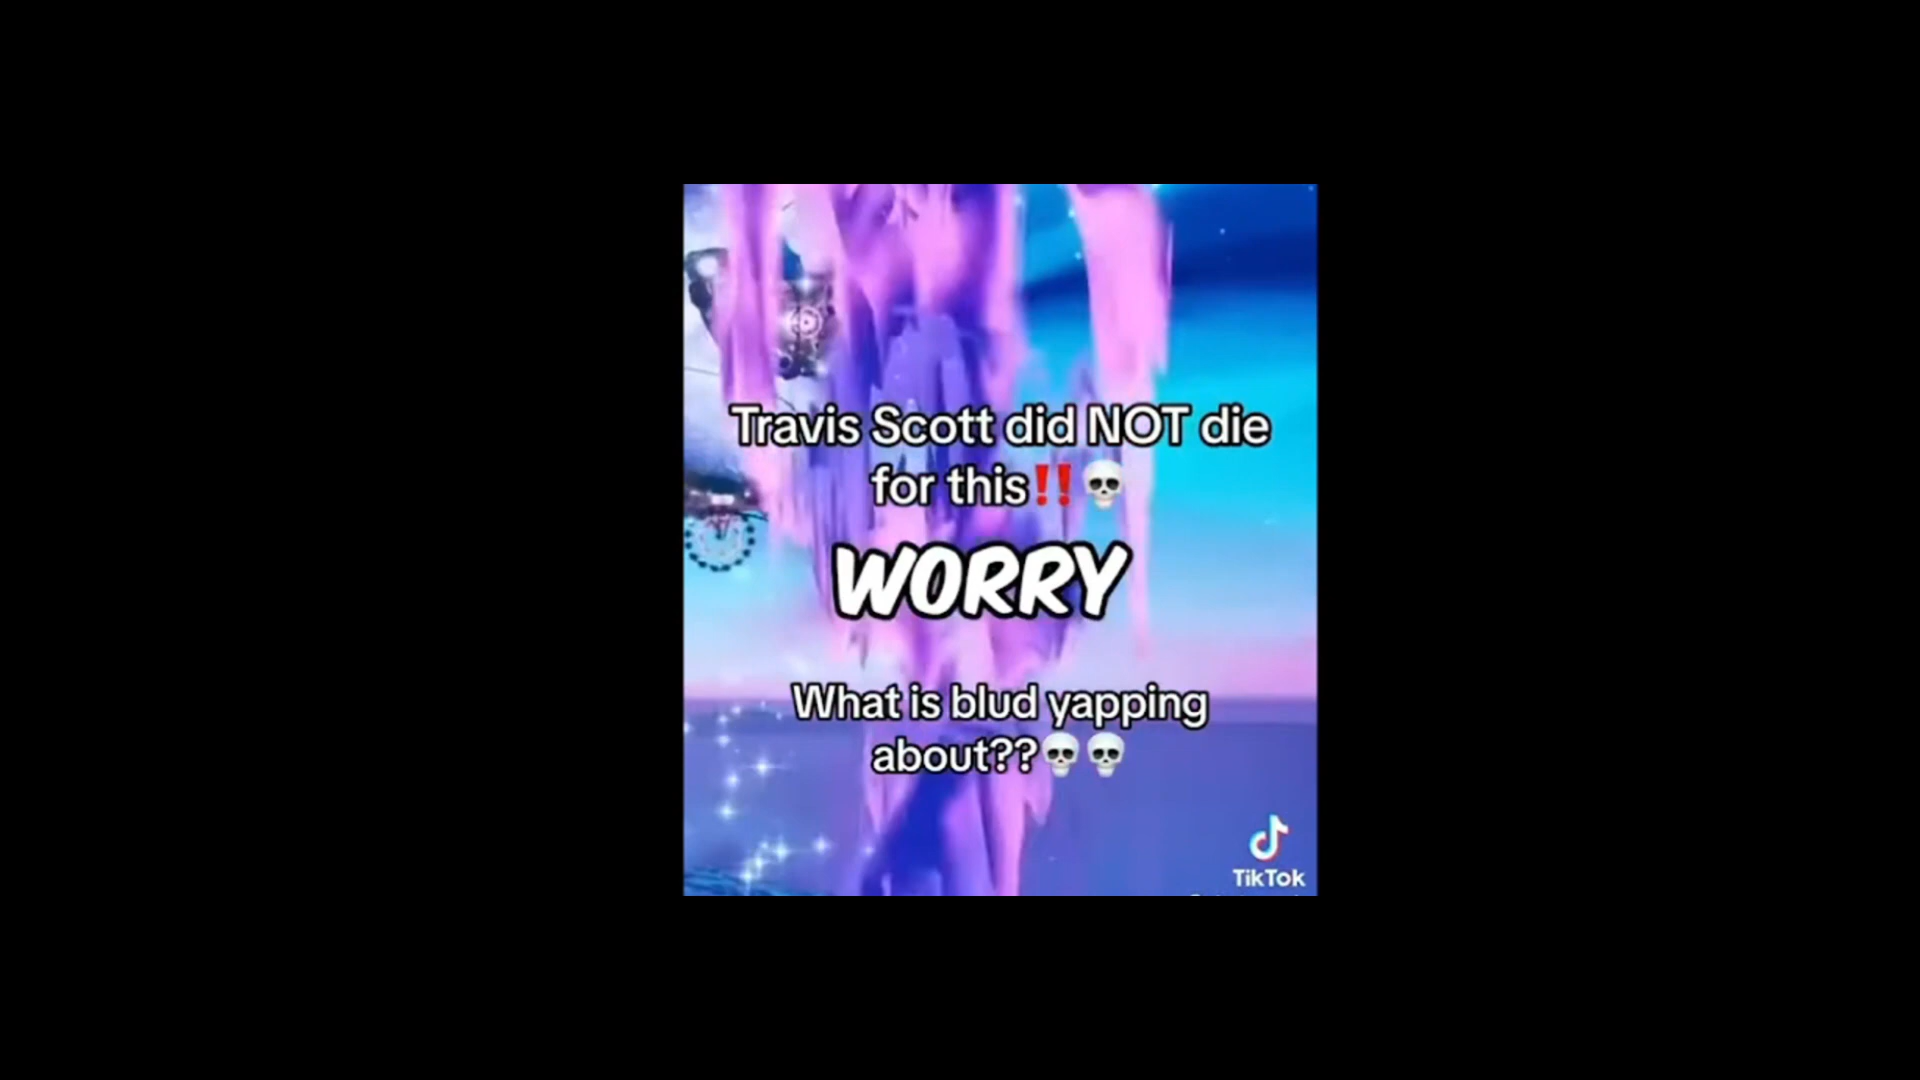 Travis Scott did NOT die
for this‼️💀
WORRY
What is blud yapping
about??💀💀
TikTok